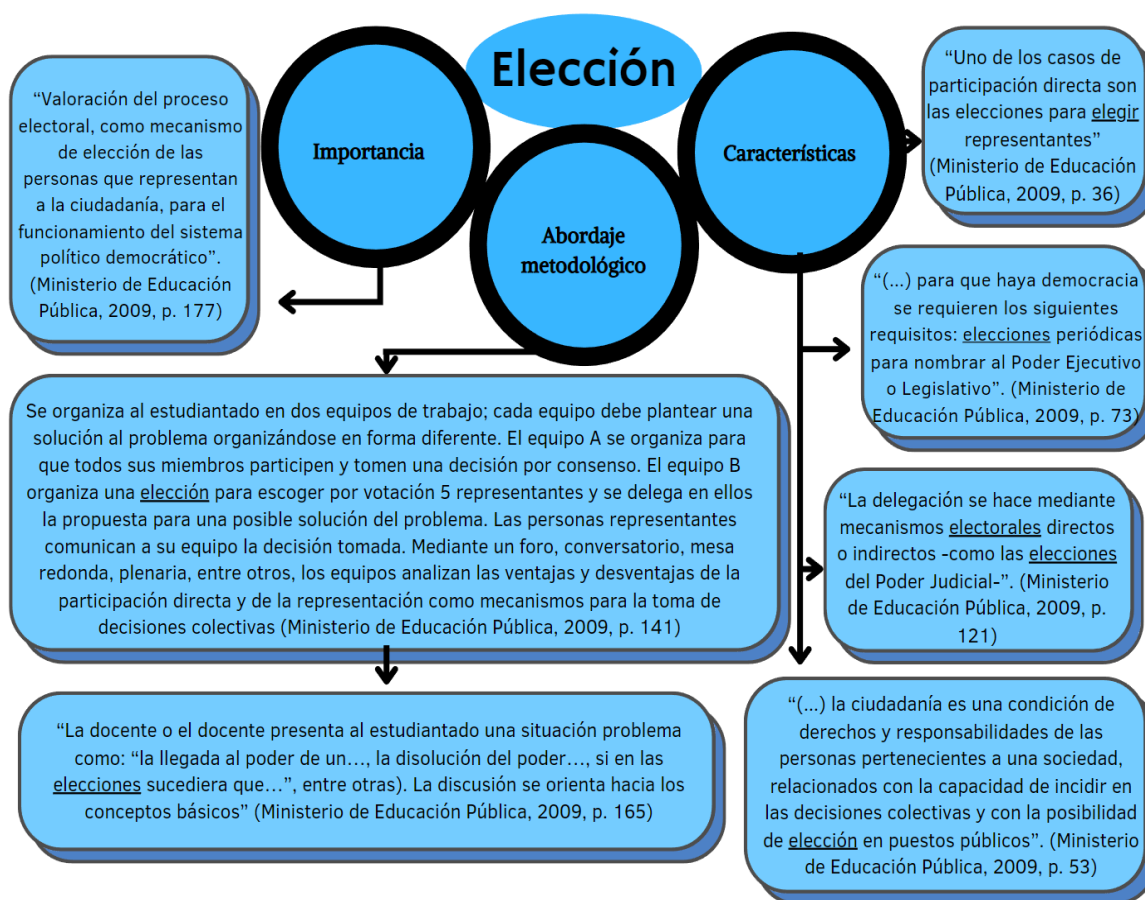 Elección
Importancia
Abordaje
metodológico
Características
“Valoración del proceso
electoral, como mecanismo
de elección de las
personas que representan
a la ciudadanía, para el
funcionamiento del sistema
político democrático”.
(Ministerio de Educación
Pública, 2009, p. 177)
Se organiza al estudiantado en dos equipos de trabajo; cada equipo debe plantear una
solución al problema organizándose en forma diferente. El equipo A se organiza para
que todos sus miembros participen y tomen una decisión por consenso. El equipo B
organiza una elección para escoger por votación 5 representantes y se delega en ellos
la propuesta para una posible solución del problema. Las personas representantes
comunican a su equipo la decisión tomada. Mediante un foro, conversatorio, mesa
redonda, plenaria, entre otros, los equipos analizan las ventajas y desventajas de la
participación directa y de la representación como mecanismos para la toma de
decisiones colectivas (Ministerio de Educación Pública, 2009, p. 141)
“La docente o el docente presenta al estudiantado una situación problema
como: “la llegada al poder de un…, la disolución del poder…, si en las
elecciones sucediera que…”, entre otras). La discusión se orienta hacia los
conceptos básicos” (Ministerio de Educación Pública, 2009, p. 165)
“Uno de los casos de
participación directa son
las elecciones para elegir
representantes”
(Ministerio de Educación
Pública, 2009, p. 36)
“(...) para que haya democracia
se requieren los siguientes
requisitos: elecciones periódicas
para nombrar al Poder Ejecutivo
o Legislativo”. (Ministerio de
Educación Pública, 2009, p. 73)
“La delegación se hace mediante
mecanismos electorales directos
o indirectos -como las elecciones
del Poder Judicial-”. (Ministerio
de Educación Pública, 2009, p.
121)
“(...) la ciudadanía es una condición de
derechos y responsabilidades de las
personas pertenecientes a una sociedad,
relacionados con la capacidad de incidir en
las decisiones colectivas y con la posibilidad
de elección en puestos públicos”. (Ministerio
de Educación Pública, 2009, p. 53)